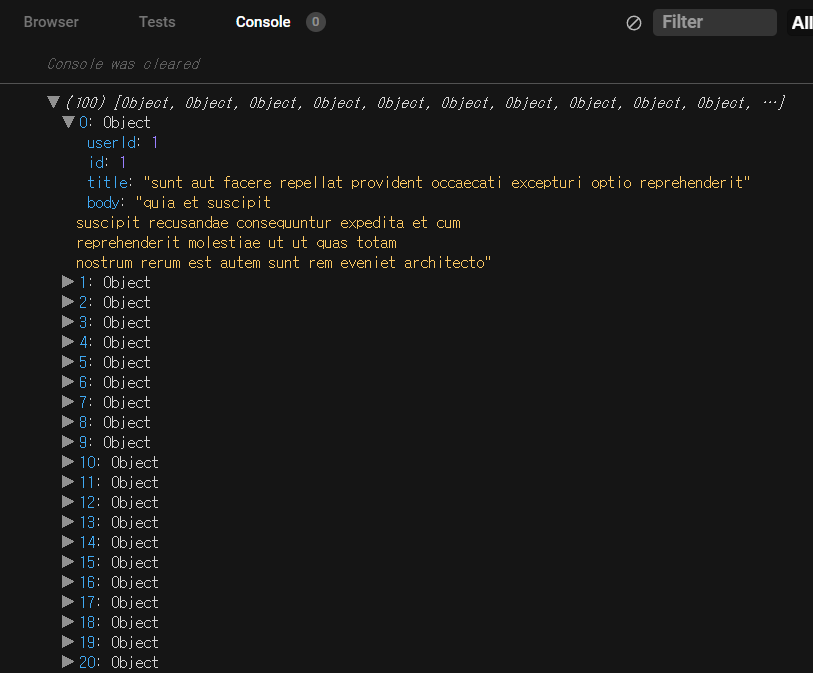 Browser Tests Console 0 Filter All
Console was cleared
(100) [Object, Object, Object, Object, Object, Object, Object, Object, Object, Object, …]
0: Object
userId: 1
id: 1
title: "sunt aut facere repellat provident occaecati excepturi optio reprehenderit"
body: "quia et suscipit
suscipit recusandae consequuntur expedita et cum
reprehenderit molestiae ut ut quas totam
nostrum rerum est autem sunt rem eveniet architecto"
1: Object
2: Object
3: Object
4: Object
5: Object
6: Object
7: Object
8: Object
9: Object
10: Object
11: Object
12: Object
13: Object
14: Object
15: Object
16: Object
17: Object
18: Object
19: Object
20: Object